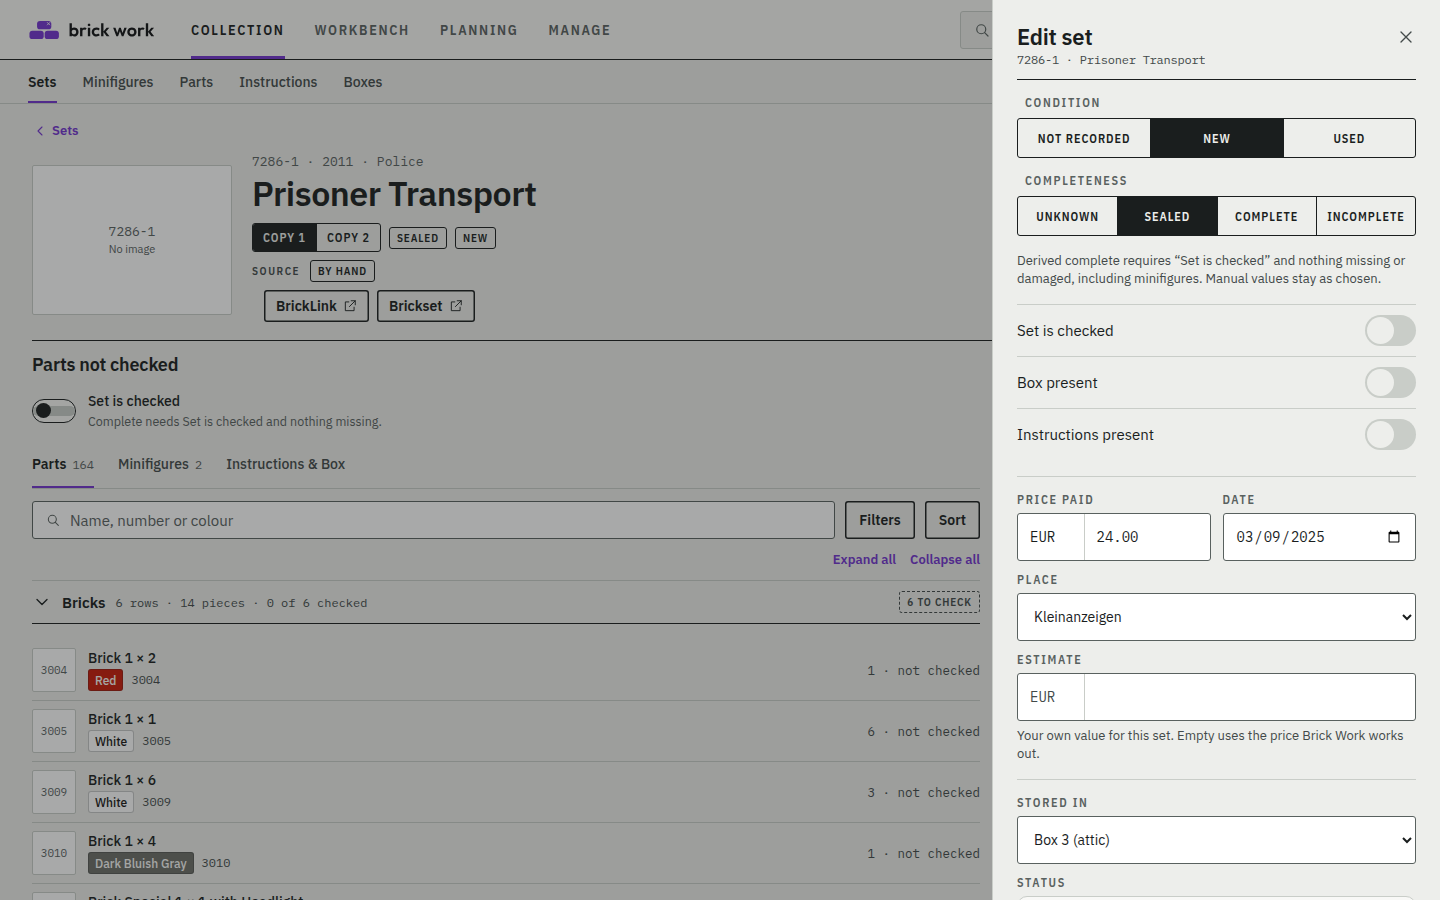 brick work
COLLECTION
WORKBENCH
PLANNING
MANAGE
Sets
Minifigures
Parts
Instructions
Boxes
Sets
7286-1
No image
7286-1 · 2011 · Police
Prisoner Transport
COPY 1
COPY 2
SEALED
NEW
SOURCE
BY HAND
BrickLink
Brickset
Parts not checked
Set is checked
Complete needs Set is checked and nothing missing.
Parts 164
Minifigures 2
Instructions & Box
Name, number or colour
Filters
Sort
Expand all
Collapse all
Bricks 6 rows · 14 pieces · 0 of 6 checked
6 TO CHECK
3004
Brick 1 × 2
Red 3004
1 · not checked
3005
Brick 1 × 1
White 3005
6 · not checked
3009
Brick 1 × 6
White 3009
3 · not checked
3010
Brick 1 × 4
Dark Bluish Gray 3010
1 · not checked
Edit set
7286-1 · Prisoner Transport
CONDITION
NOT RECORDED
NEW
USED
COMPLETENESS
UNKNOWN
SEALED
COMPLETE
INCOMPLETE
Derived complete requires “Set is checked” and nothing missing or
damaged, including minifigures. Manual values stay as chosen.
Set is checked
Box present
Instructions present
PRICE PAID
DATE
EUR
24.00
03/09/2025
PLACE
Kleinanzeigen
ESTIMATE
EUR
Your own value for this set. Empty uses the price Brick Work works
out.
STORED IN
Box 3 (attic)
STATUS